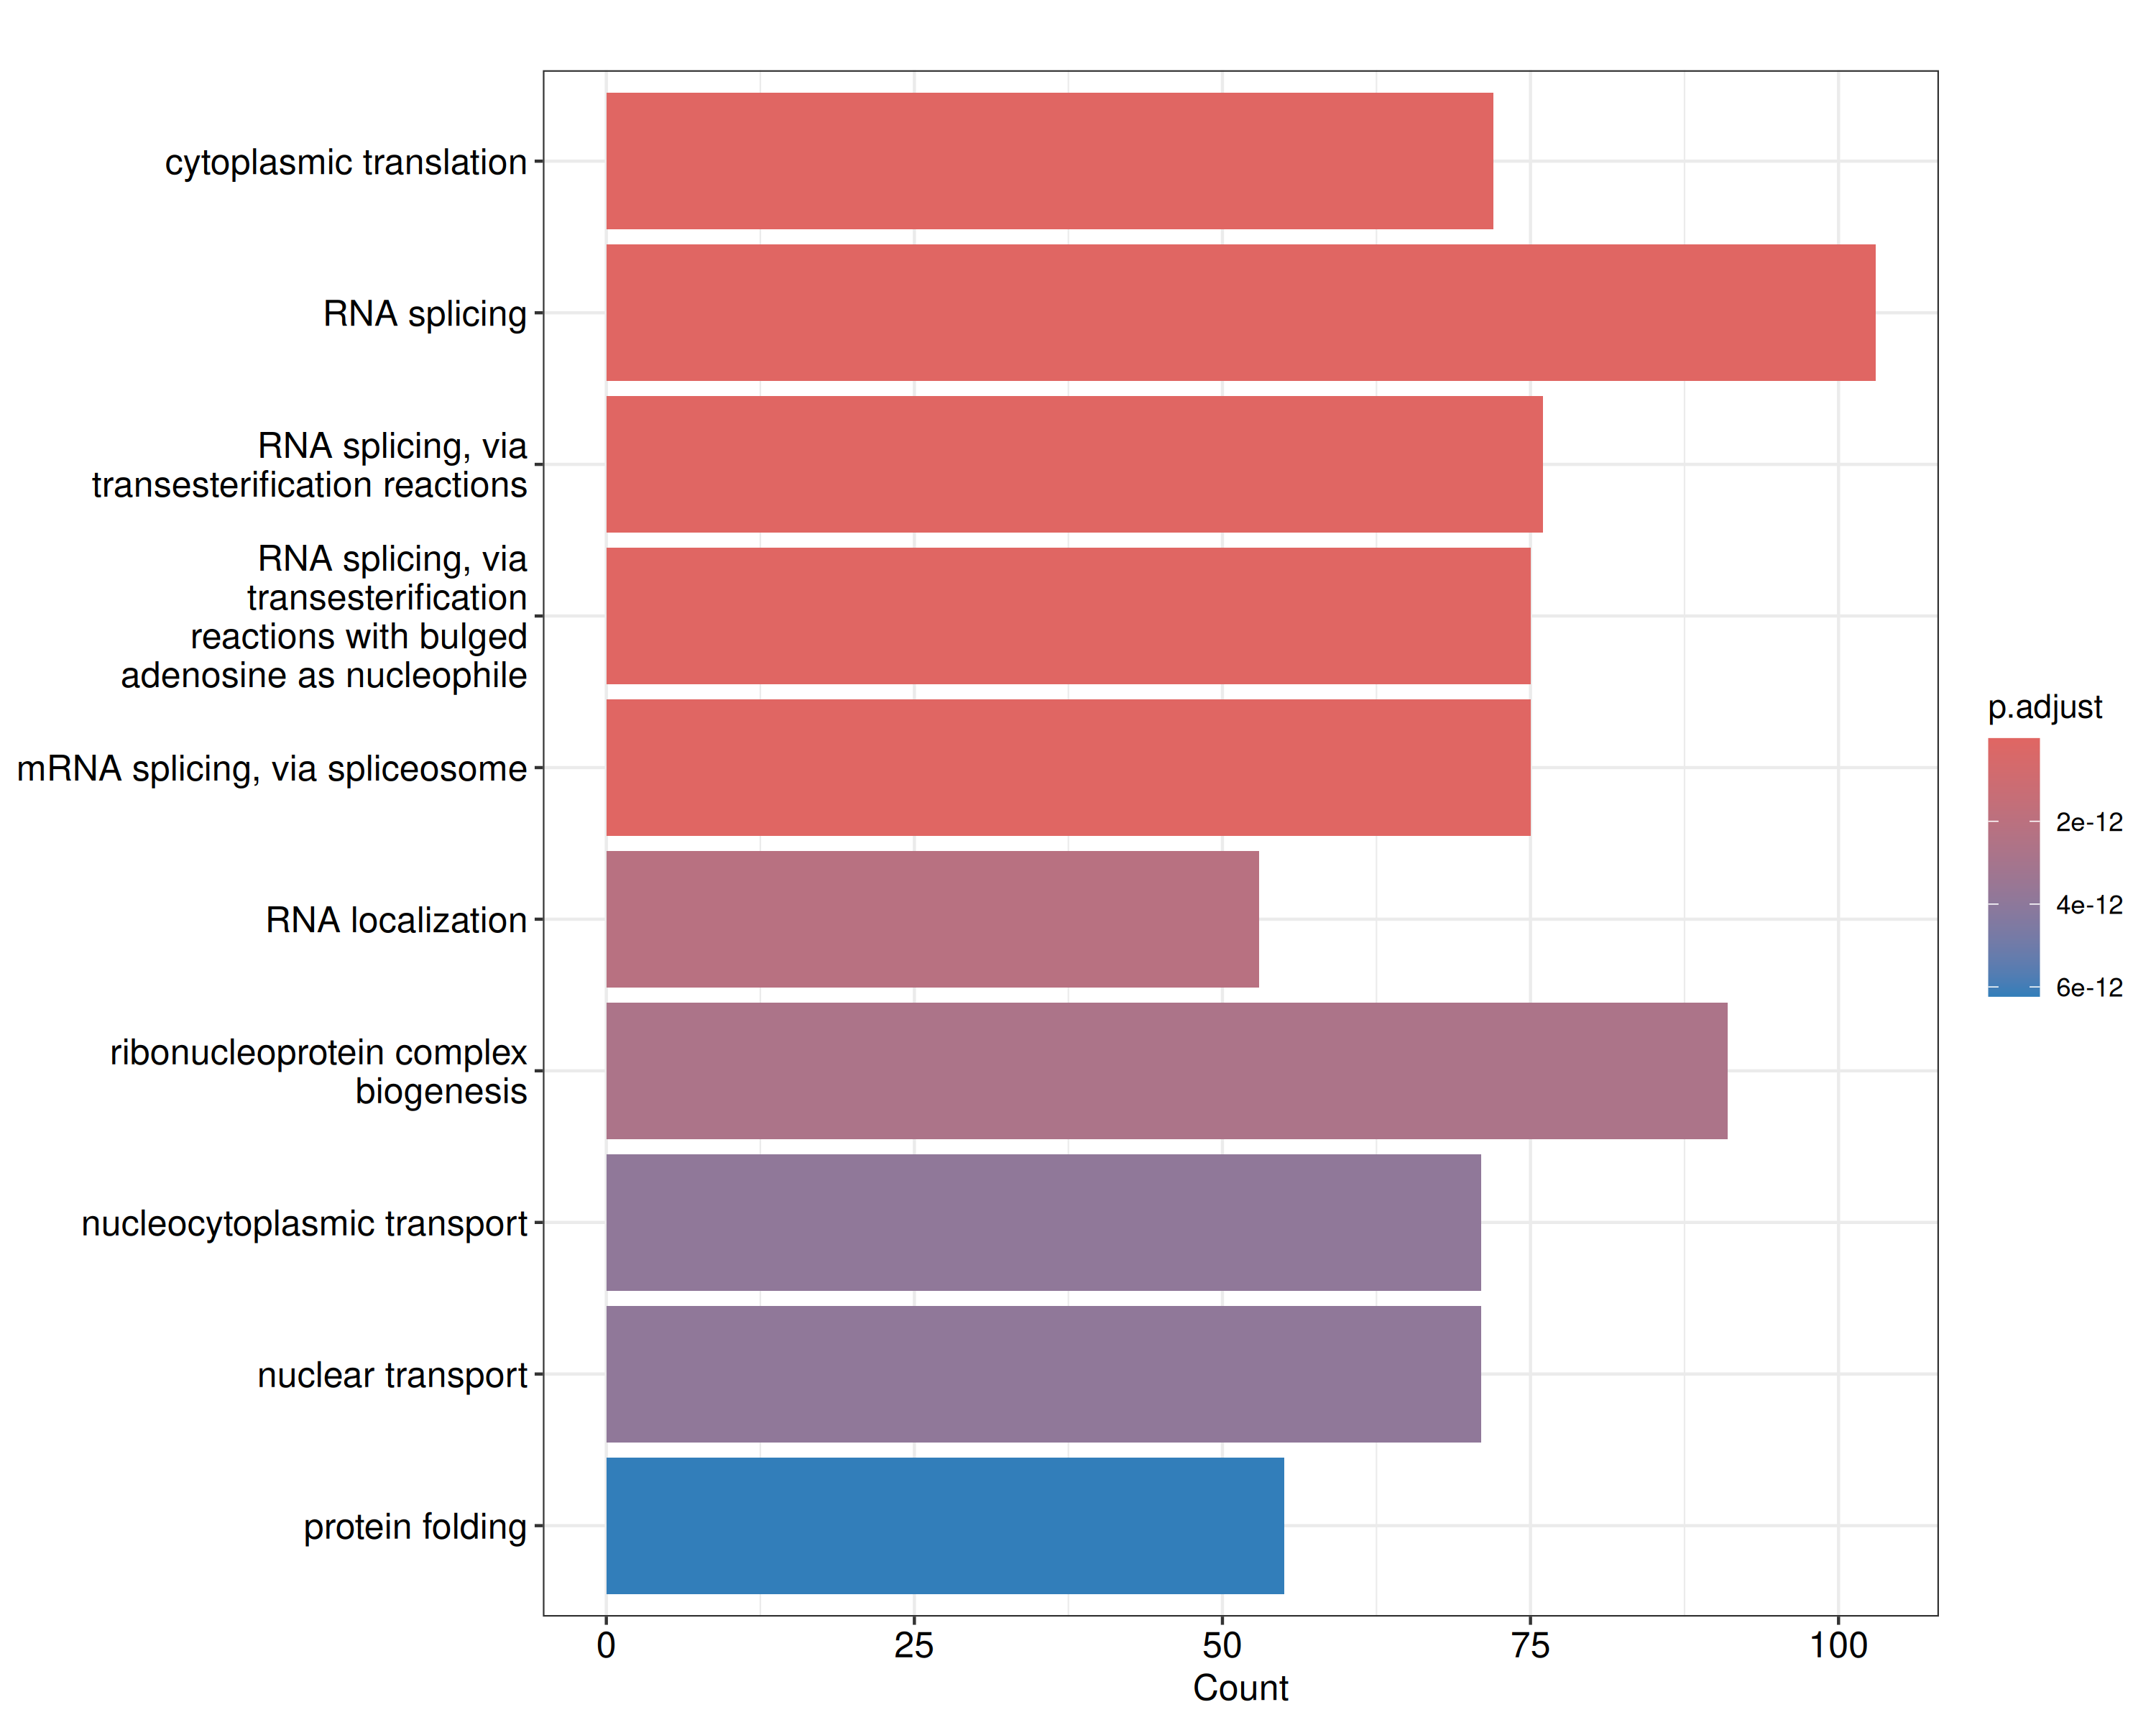 cytoplasmic translation
RNA splicing
RNA splicing, via
transesterification reactions
RNA splicing, via
transesterification
reactions with bulged
adenosine as nucleophile
mRNA splicing, via spliceosome
RNA localization
ribonucleoprotein complex
biogenesis
nucleocytoplasmic transport
nuclear transport
protein folding
0 25 50 75 100
Count
p.adjust
2e-12
4e-12
6e-12